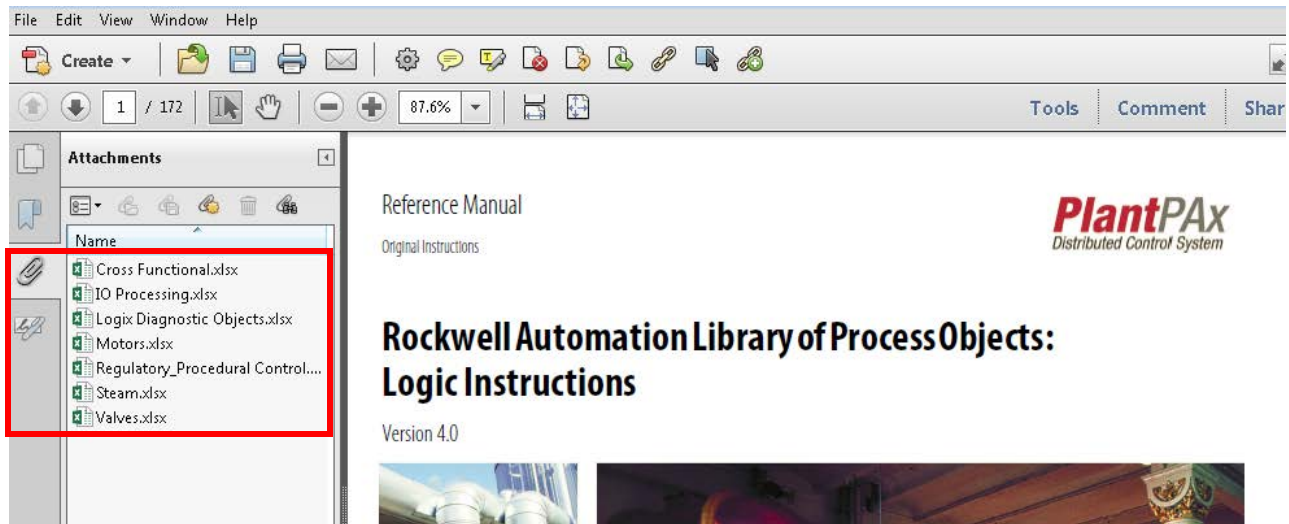 File Edit View Window Help
Create
1 / 172 87.6% Tools Comment Shar
Attachments
Name
Cross Functional.xlsx
IO Processing.xlsx
Logix Diagnostic Objects.xlsx
Motors.xlsx
Regulatory_Procedural Control....
Steam.xlsx
Valves.xlsx
Reference Manual
Original Instructions
PlantPAx
Distributed Control System
Rockwell Automation Library of Process Objects:
Logic Instructions
Version 4.0